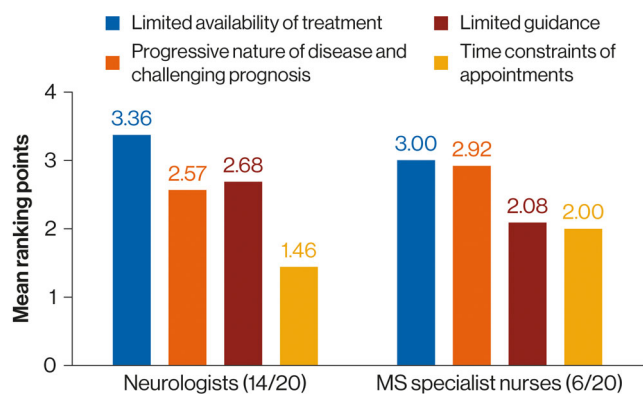 Limited availability of treatment
Limited guidance
Progressive nature of disease and
challenging prognosis
Time constraints of
appointments
Mean ranking points
4
3
2
1
0
3.36
2.57
2.68
1.46
3.00
2.92
2.08
2.00
Neurologists (14/20)
MS specialist nurses (6/20)